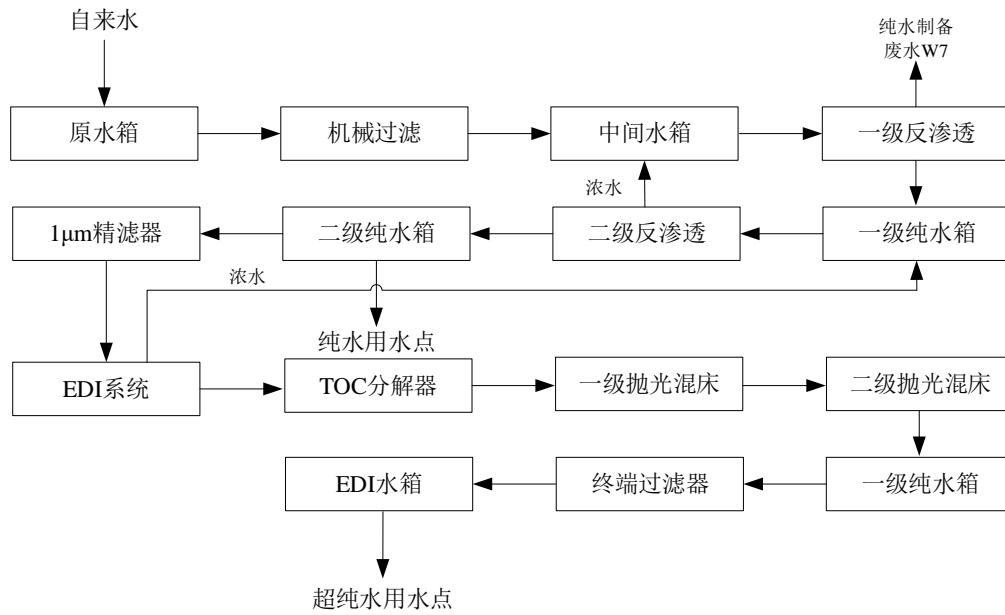 自来水
纯水制备
废水W7
原水箱
机械过滤
中间水箱
一级反渗透
浓水
1μm精滤器
二级纯水箱
二级反渗透
一级纯水箱
浓水
纯水用水点
EDI系统
TOC分解器
一级抛光混床
二级抛光混床
EDI水箱
终端过滤器
一级纯水箱
超纯水用水点